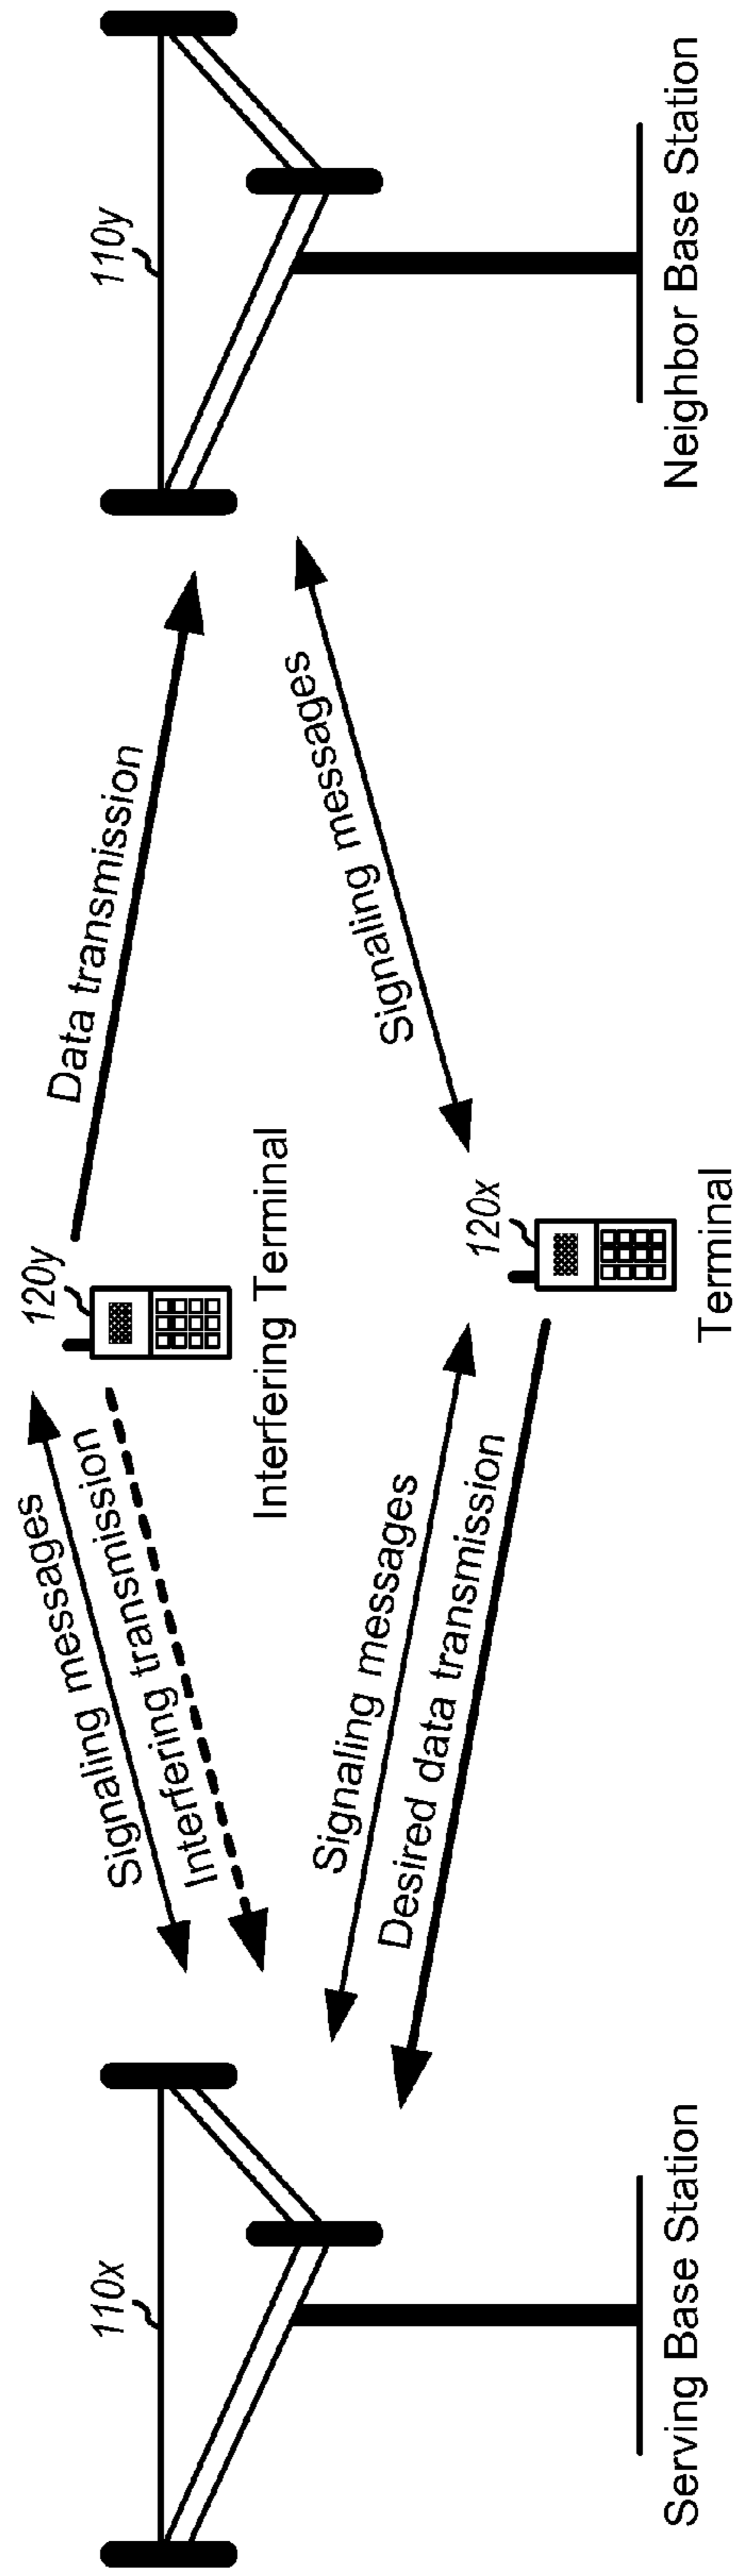 110x
Serving Base Station
Signaling messages
Interfering transmission
Signaling messages
Desired data transmission
120y
Interfering Terminal
120x
Terminal
Data transmission
Signaling messages
110y
Neighbor Base Station